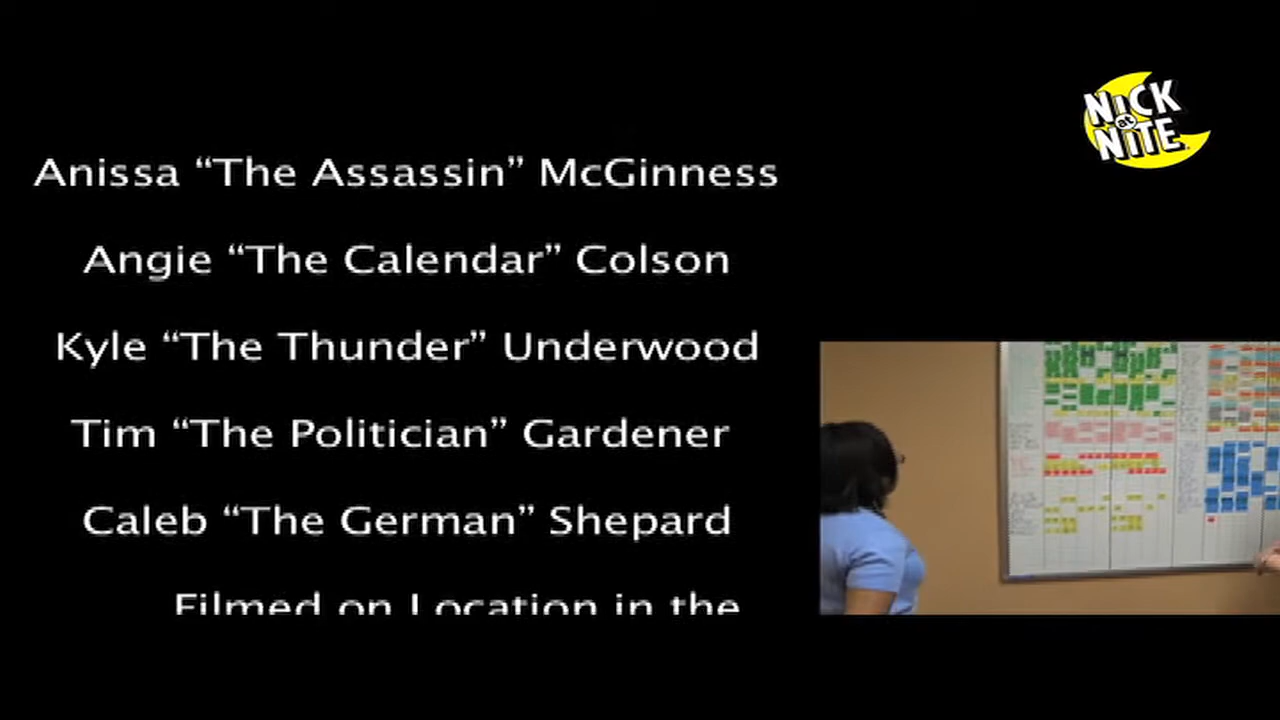 NiCK
at
NiTE
Anissa “The Assassin” McGinness
Angie “The Calendar” Colson
Kyle “The Thunder” Underwood
Tim “The Politician” Gardener
Caleb “The German” Shepard
Filmed on Location in the